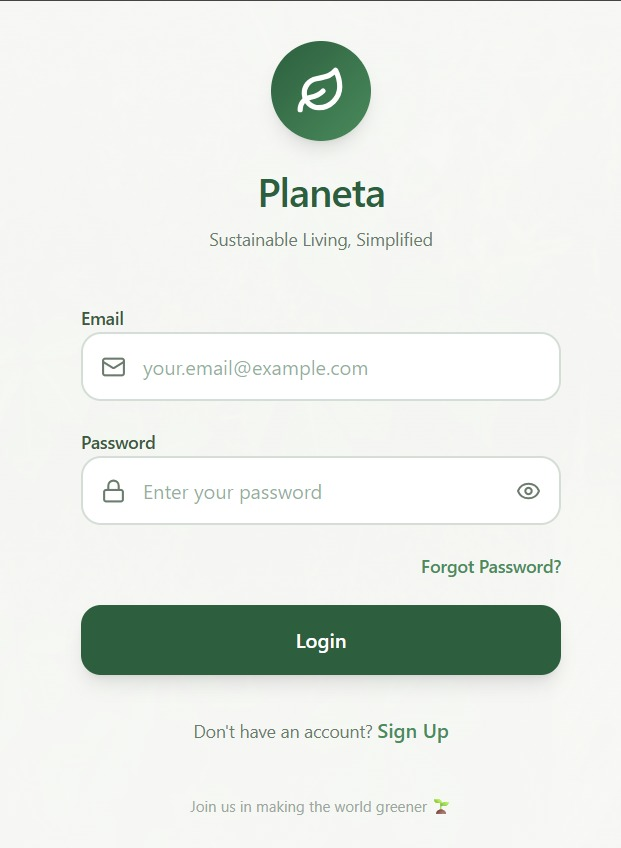 Planeta
Sustainable Living, Simplified
Email
your.email@example.com
Password
Enter your password
Forgot Password?
Login
Don't have an account? Sign Up
Join us in making the world greener 🌱